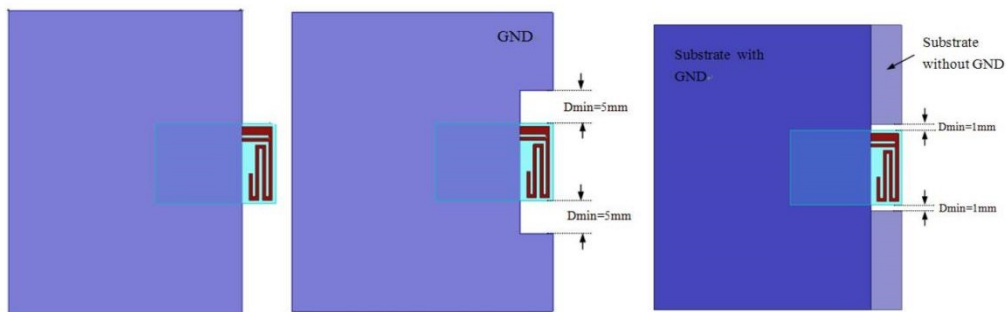 GND
Dmin=5mm
Dmin=5mm
Substrate with
GND
Substrate
without GND
Dmin=1mm
Dmin=1mm